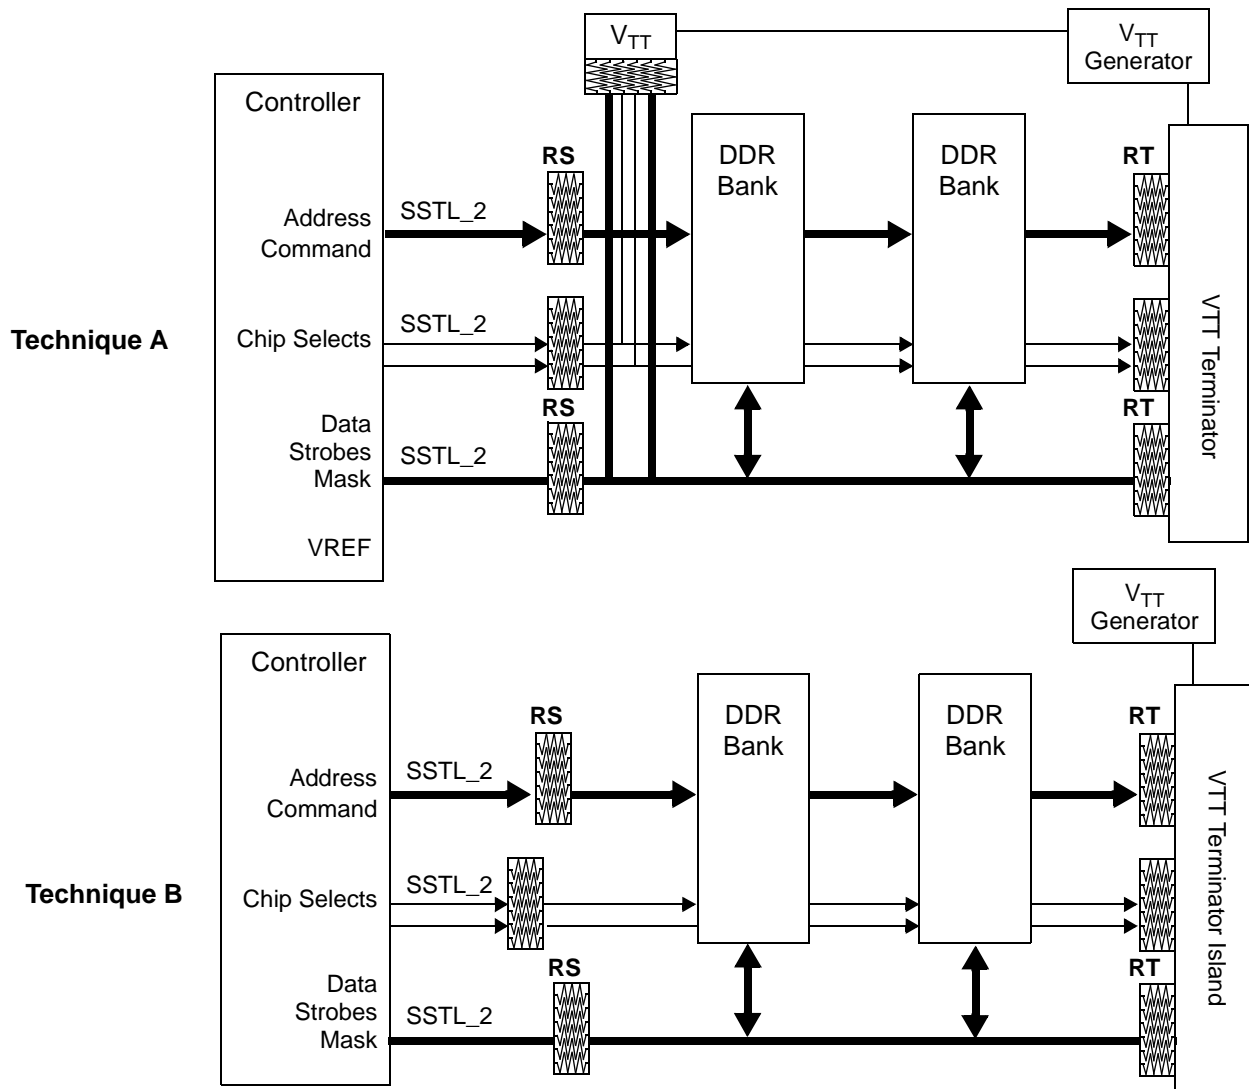 VTT
VTT
Generator
Controller
RS
DDR
Bank
DDR
Bank
RT
Address
Command
SSTL_2
Technique A
Chip Selects
SSTL_2
RS
RT
Data
Strobes
Mask
SSTL_2
VREF
VTT Terminator
VTT
Generator
Controller
RS
DDR
Bank
DDR
Bank
RT
Address
Command
SSTL_2
Technique B
Chip Selects
SSTL_2
RS
RT
Data
Strobes
Mask
SSTL_2
VTT Terminator Island